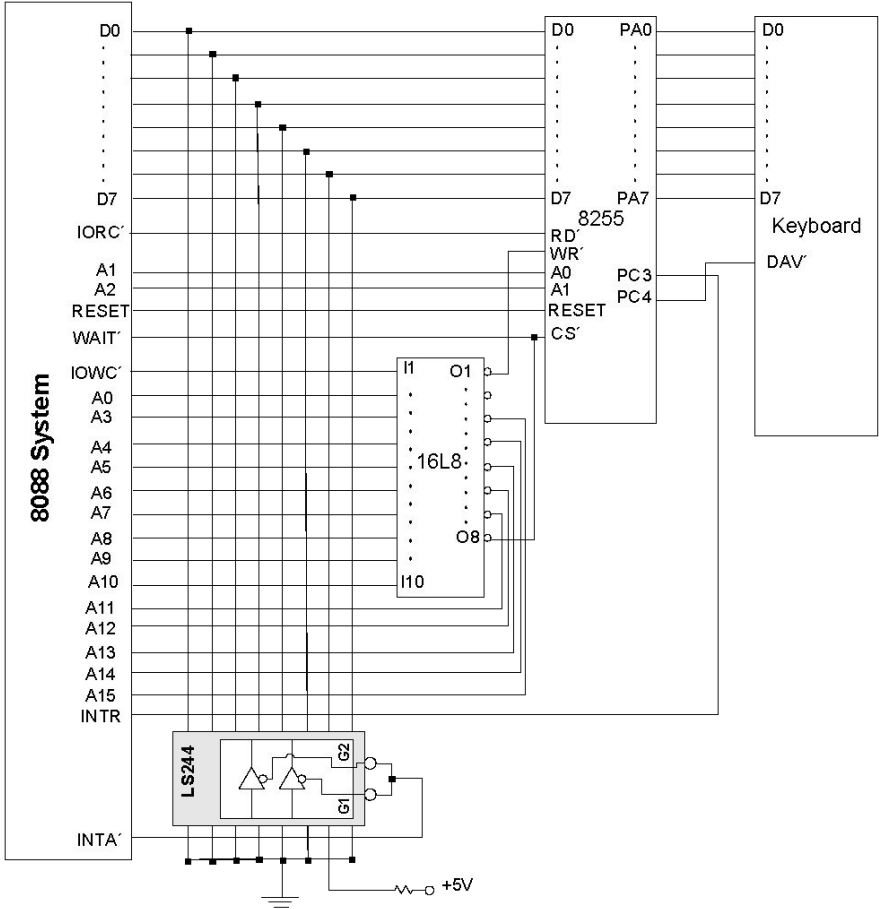 D0
D7
IORC´
A1
A2
RESET
WAIT´
IOWC´
A0
A3
A4
A5
A6
A7
A8
A9
A10
A11
A12
A13
A14
A15
INTR
INTA´
8088 System
D0
D7
PA0
PA7
8255
RD´
WR´
A0
A1
RESET
CS´
PC3
PC4
D0
D7
Keyboard
DAV´
I1
O1
16L8
O8
I10
LS244
G2
G1
+5V